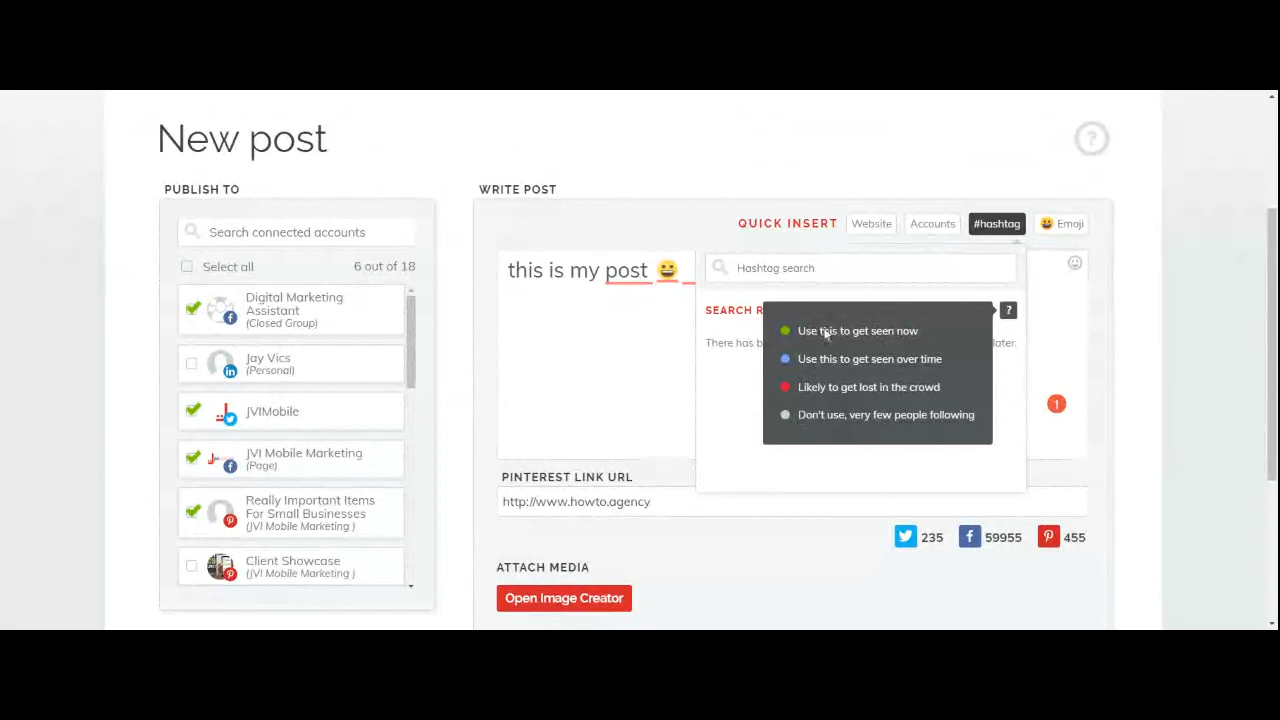 New post
?
PUBLISH TO
Search connected accounts
Select all
6 out of 18
Digital Marketing
Assistant
(Closed Group)
Jay Vics
(Personal)
JVIMobile
JVI Mobile Marketing
(Page)
Really Important Items
For Small Businesses
(JVI Mobile Marketing )
Client Showcase
(JVI Mobile Marketing )
WRITE POST
QUICK INSERT
Website
Accounts
#hashtag
😀 Emoji
this is my post 😀
Hashtag search
SEARCH R
?
There has b
later.
Use this to get seen now
Use this to get seen over time
Likely to get lost in the crowd
Don't use, very few people following
1
PINTEREST LINK URL
http://www.howto.agency
235
59955
455
ATTACH MEDIA
Open Image Creator